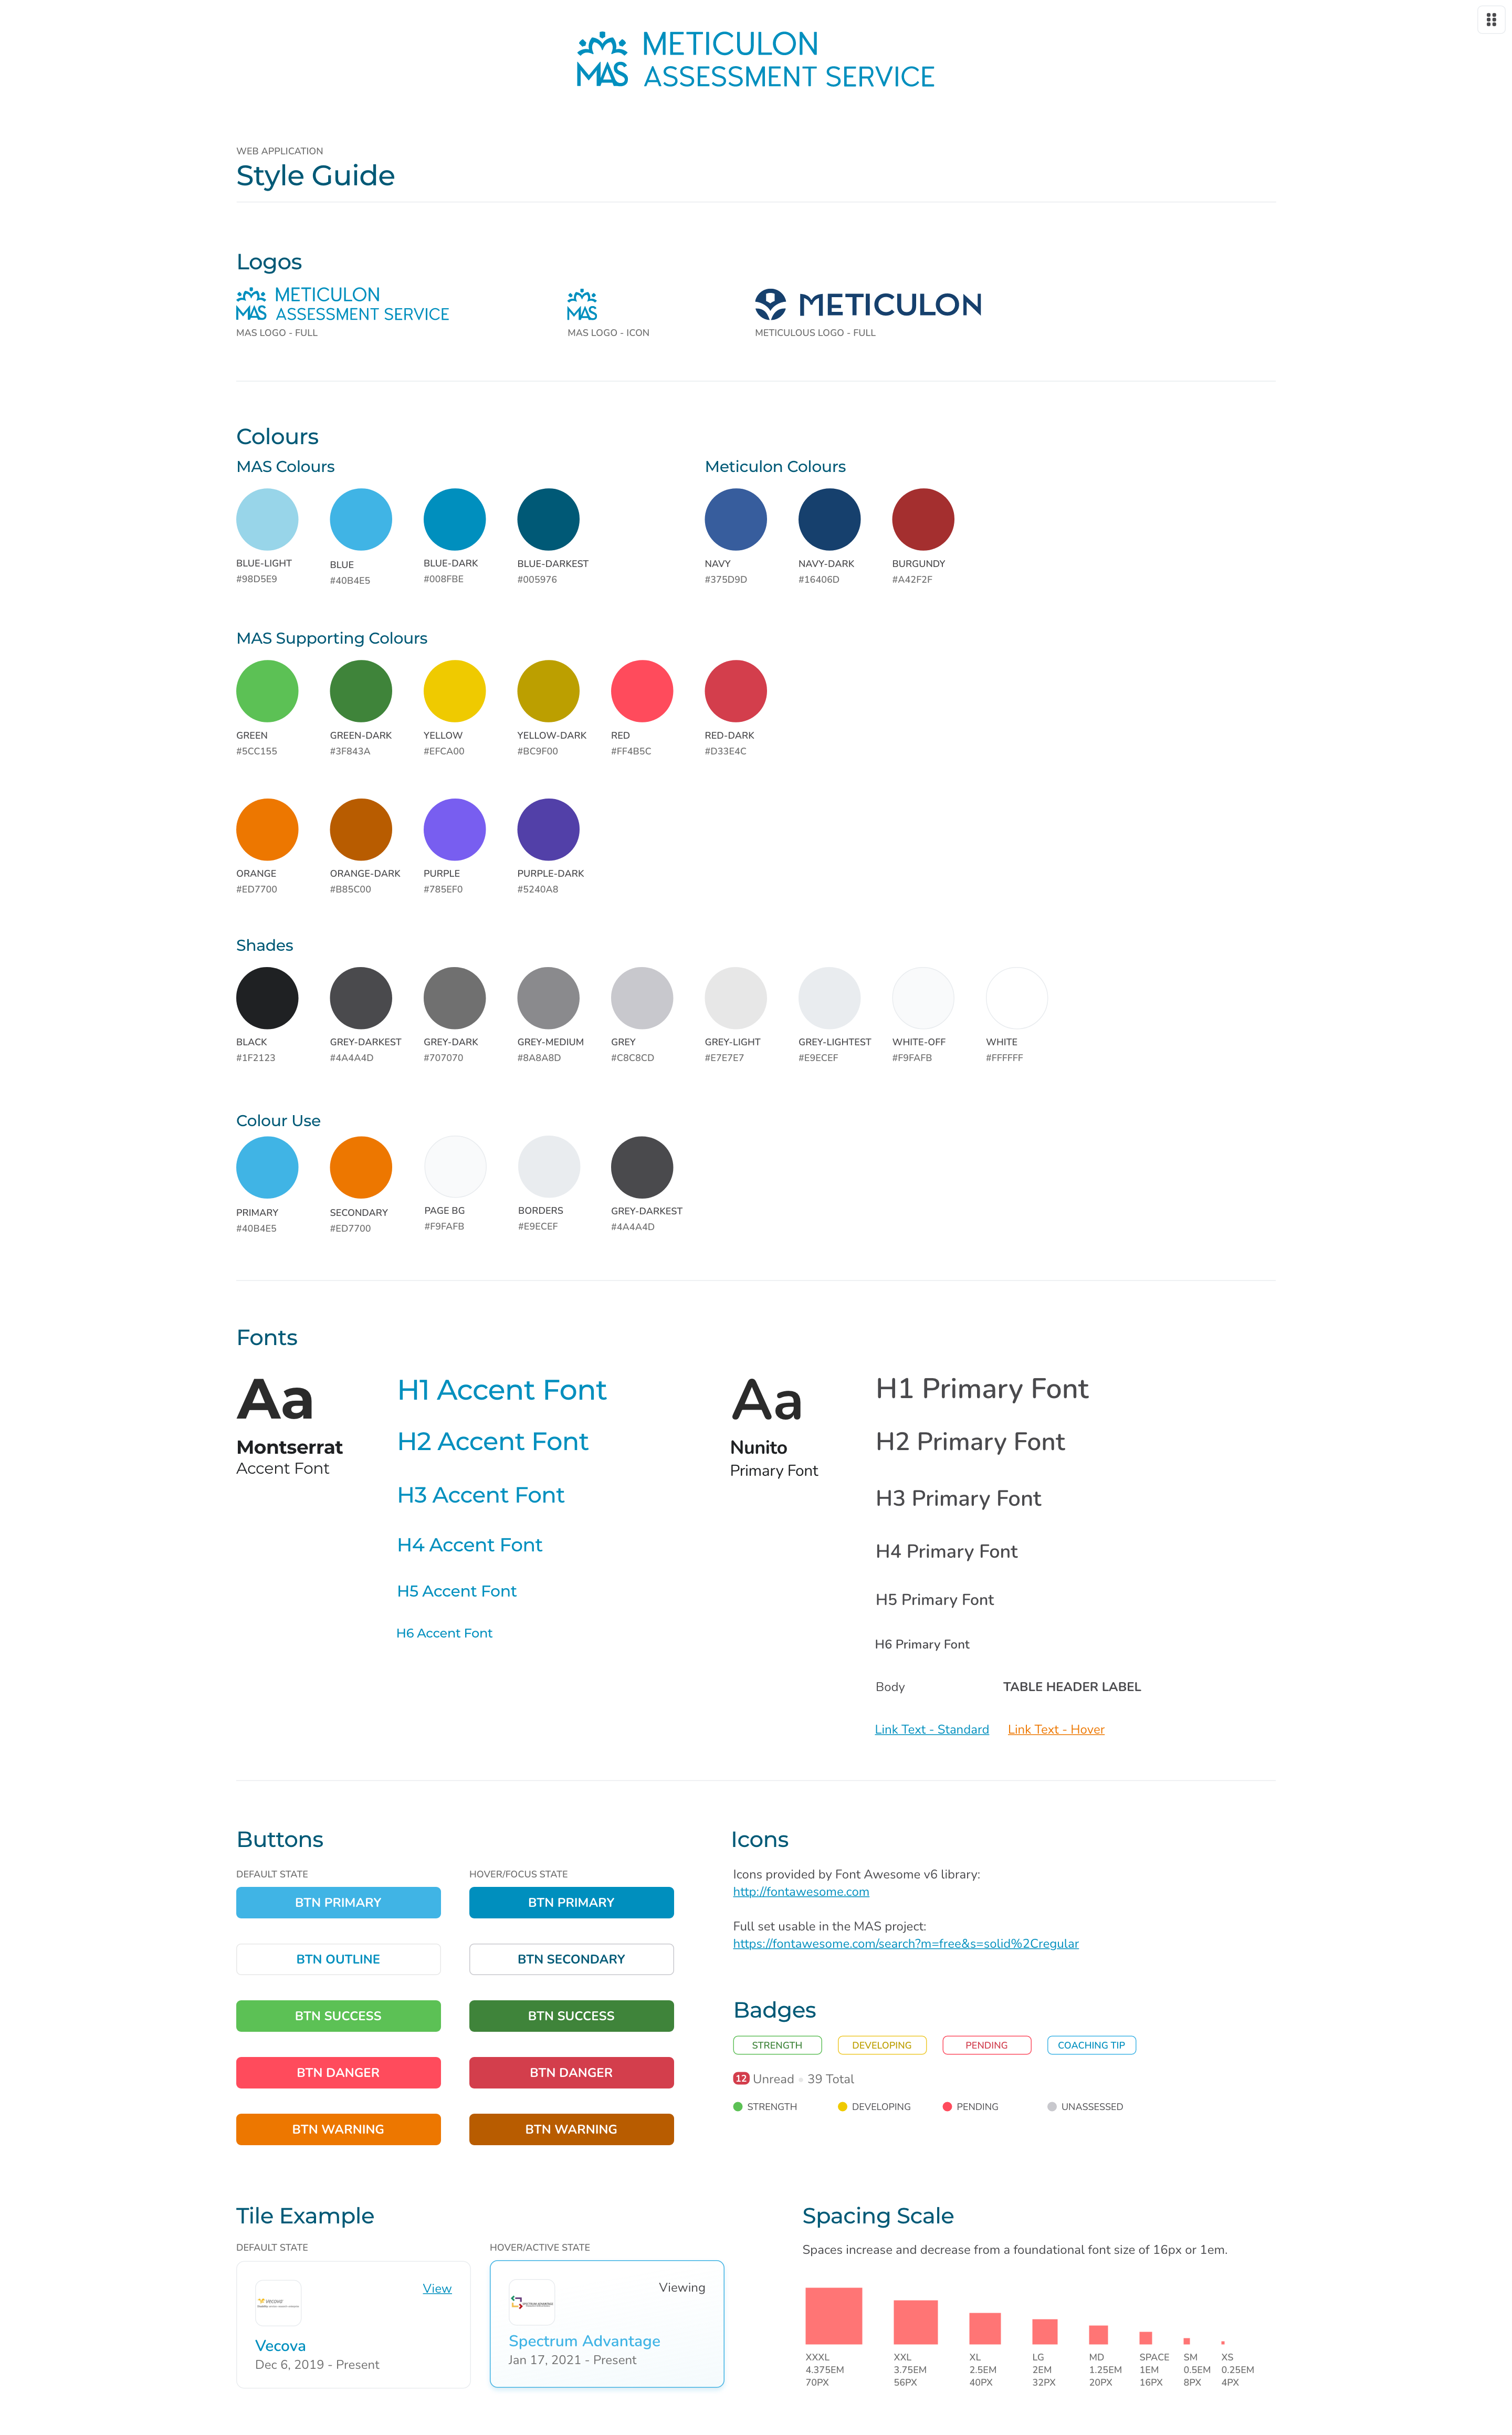 METICULON
MAS ASSESSMENT SERVICE
WEB APPLICATION
Style Guide
Logos
METICULON
MAS ASSESSMENT SERVICE
MAS LOGO - FULL
MAS
MAS LOGO - ICON
METICULON
METICULOUS LOGO - FULL
Colours
MAS Colours
BLUE-LIGHT
#98D5E9
BLUE
#40B4E5
BLUE-DARK
#008FBE
BLUE-DARKEST
#005976
Meticulon Colours
NAVY
#375D9D
NAVY-DARK
#16406D
BURGUNDY
#A42F2F
MAS Supporting Colours
GREEN
#5CC155
GREEN-DARK
#3F843A
YELLOW
#EFCA00
YELLOW-DARK
#BC9F00
RED
#FF4B5C
RED-DARK
#D33E4C
ORANGE
#ED7700
ORANGE-DARK
#B85C00
PURPLE
#785EF0
PURPLE-DARK
#5240A8
Shades
BLACK
#1F2123
GREY-DARKEST
#4A4A4D
GREY-DARK
#707070
GREY-MEDIUM
#8A8A8D
GREY
#C8C8CD
GREY-LIGHT
#E7E7E7
GREY-LIGHTEST
#E9ECEF
WHITE-OFF
#F9FAFB
WHITE
#FFFFFF
Colour Use
PRIMARY
#40B4E5
SECONDARY
#ED7700
PAGE BG
#F9FAFB
BORDERS
#E9ECEF
GREY-DARKEST
#4A4A4D
Fonts
Aa
Montserrat
Accent Font
H1 Accent Font
H2 Accent Font
H3 Accent Font
H4 Accent Font
H5 Accent Font
H6 Accent Font
Aa
Nunito
Primary Font
H1 Primary Font
H2 Primary Font
H3 Primary Font
H4 Primary Font
H5 Primary Font
H6 Primary Font
Body
TABLE HEADER LABEL
Link Text - Standard
Link Text - Hover
Buttons
DEFAULT STATE
BTN PRIMARY
BTN OUTLINE
BTN SUCCESS
BTN DANGER
BTN WARNING
HOVER/FOCUS STATE
BTN PRIMARY
BTN SECONDARY
BTN SUCCESS
BTN DANGER
BTN WARNING
Icons
Icons provided by Font Awesome v6 library:
http://fontawesome.com
Full set usable in the MAS project:
https://fontawesome.com/search?m=free&s=solid%2Cregular
Badges
STRENGTH
DEVELOPING
PENDING
COACHING TIP
12 Unread • 39 Total
STRENGTH
DEVELOPING
PENDING
UNASSESSED
Tile Example
DEFAULT STATE
vecova
View
Vecova
Dec 6, 2019 - Present
HOVER/ACTIVE STATE
SPECTRUM ADVANTAGE
Viewing
Spectrum Advantage
Jan 17, 2021 - Present
Spacing Scale
Spaces increase and decrease from a foundational font size of 16px or 1em.
XXXL
4.375EM
70PX
XXL
3.75EM
56PX
XL
2.5EM
40PX
LG
2EM
32PX
MD
1.25EM
20PX
SPACE
1EM
16PX
SM
0.5EM
8PX
XS
0.25EM
4PX